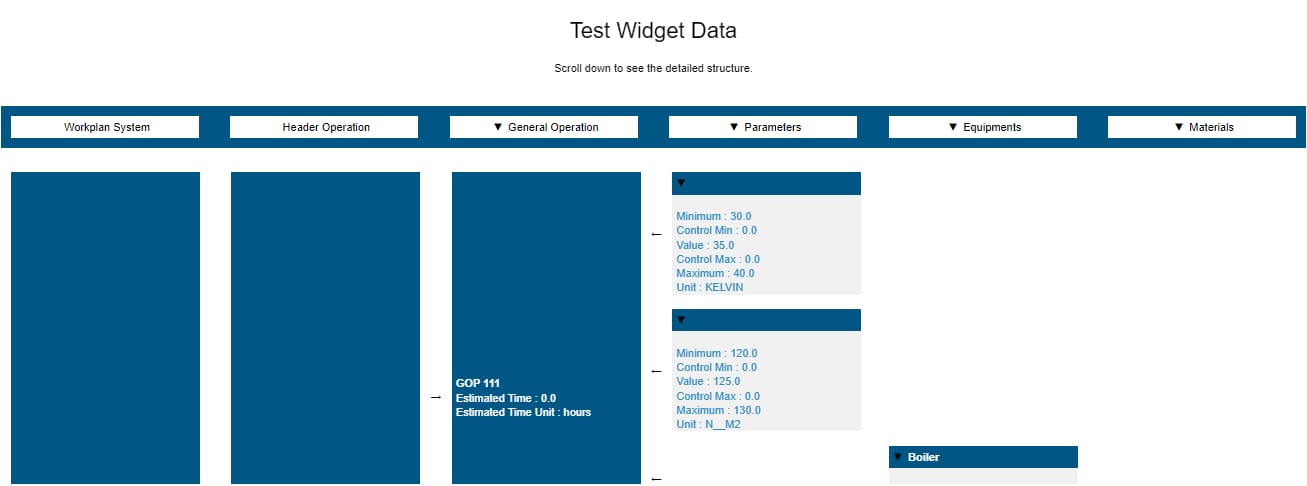 Test Widget Data
Scroll down to see the detailed structure.
Workplan System
Header Operation
▼ General Operation
▼ Parameters
▼ Equipments
▼ Materials
▼
Minimum : 30.0
Control Min : 0.0
←
Value : 35.0
Control Max : 0.0
Maximum : 40.0
Unit : KELVIN
▼
Minimum : 120.0
Control Min : 0.0
←
Value : 125.0
Control Max : 0.0
Maximum : 130.0
Unit : N__M2
→
GOP 111
Estimated Time : 0.0
Estimated Time Unit : hours
▼ Boiler
←